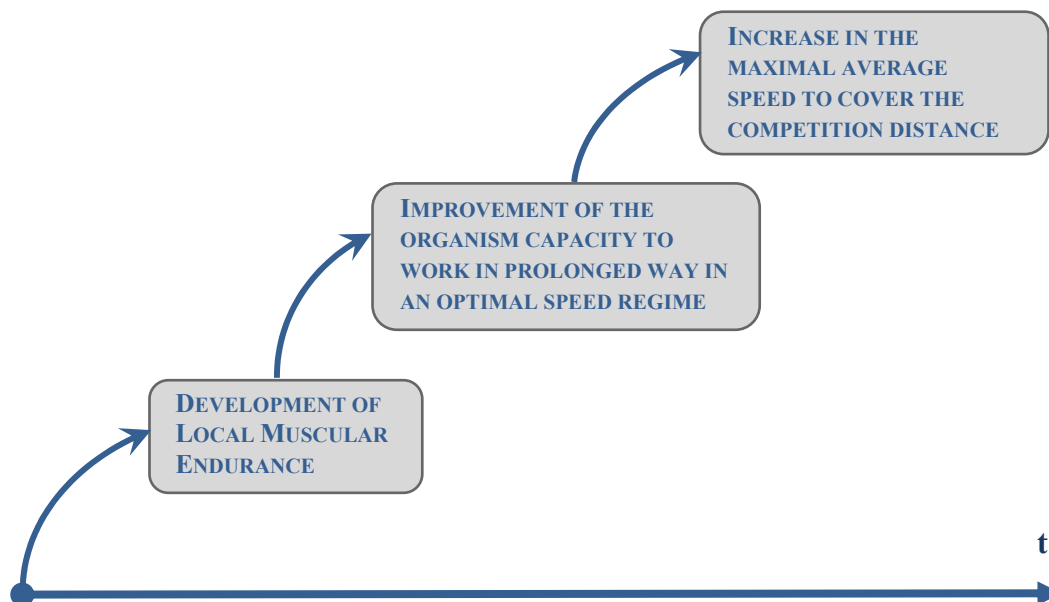 INCREASE IN THE
MAXIMAL AVERAGE
SPEED TO COVER THE
COMPETITION DISTANCE
IMPROVEMENT OF THE
ORGANISM CAPACITY TO
WORK IN PROLONGED WAY IN
AN OPTIMAL SPEED REGIME
DEVELOPMENT OF
LOCAL MUSCULAR
ENDURANCE
t